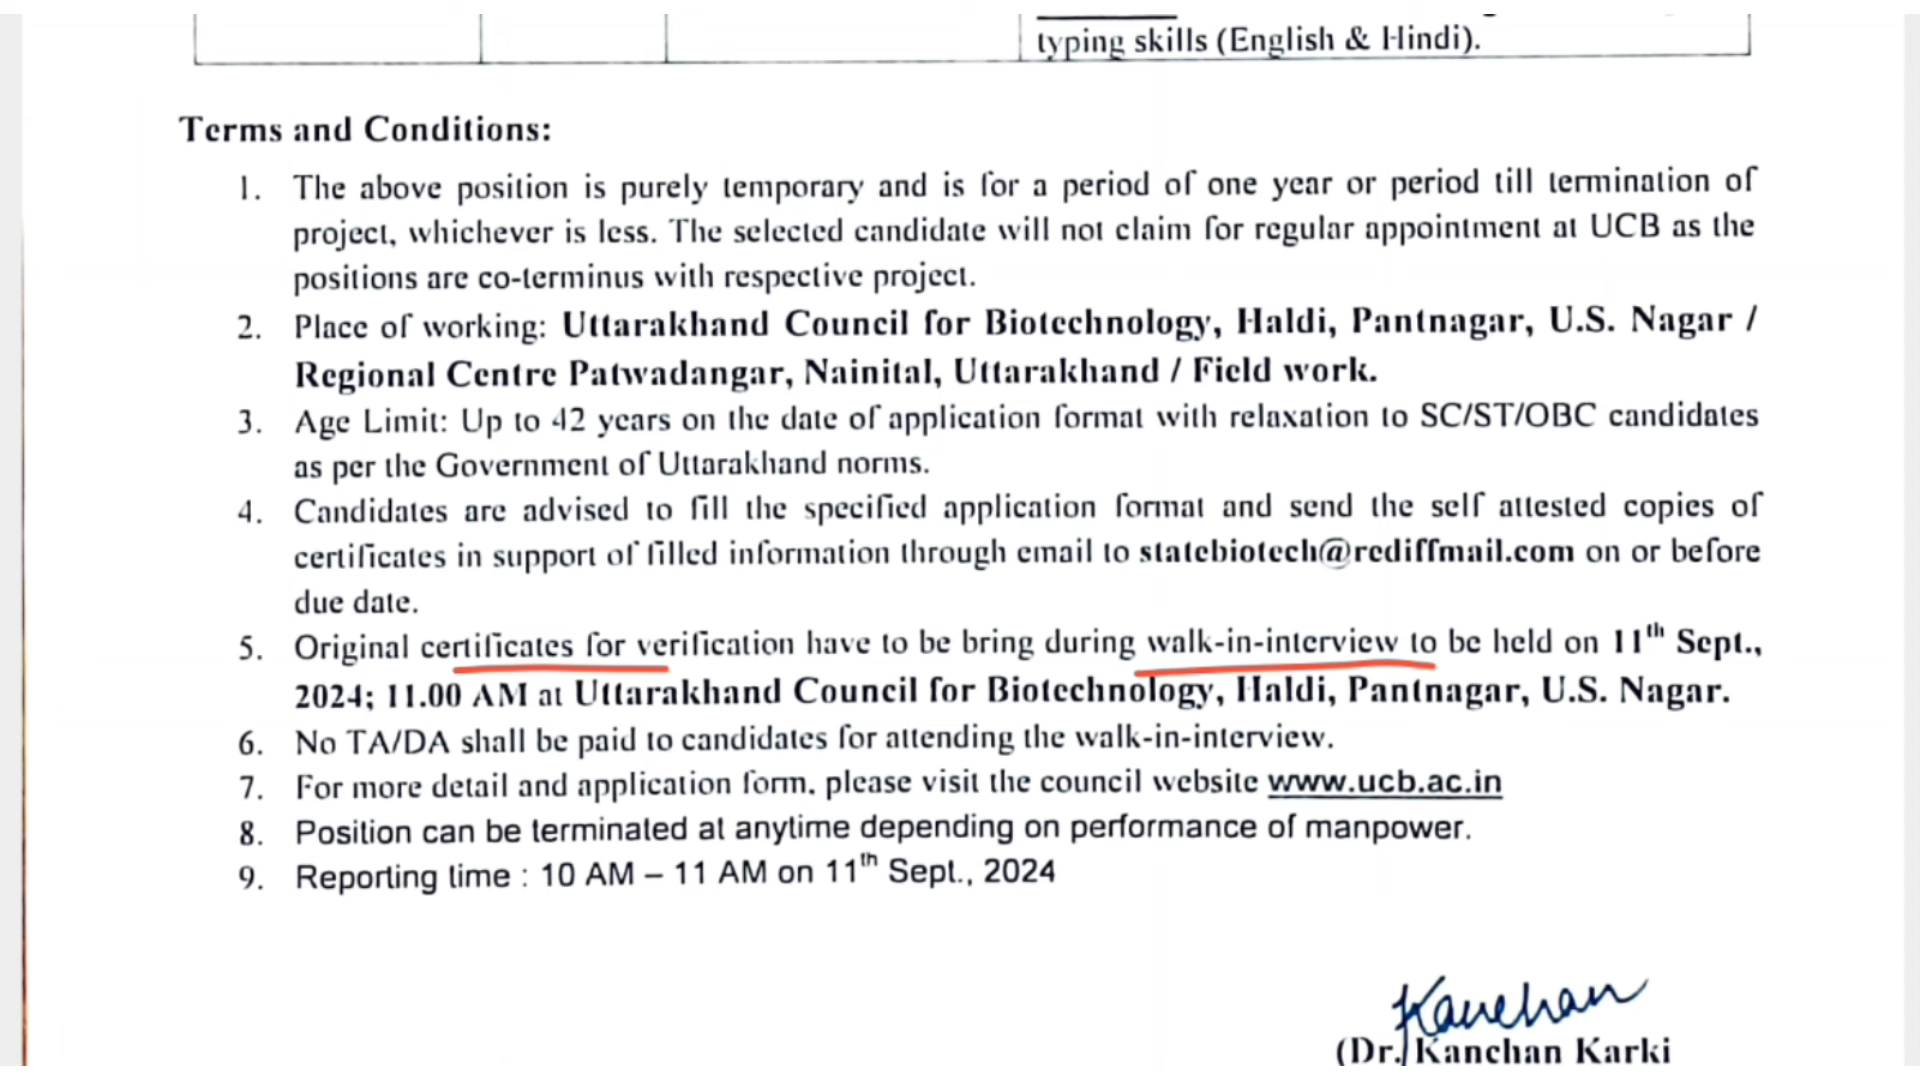 typing skills (English & Hindi).
Terms and Conditions:
1. The above position is purely temporary and is for a period of one year or period till termination of
project, whichever is less. The selected candidate will not claim for regular appointment at UCB as the
positions are co-terminus with respective project.
2. Place of working: Uttarakhand Council for Biotechnology, Haldi, Pantnagar, U.S. Nagar /
Regional Centre Patwadangar, Nainital, Uttarakhand / Field work.
3. Age Limit: Up to 42 years on the date of application format with relaxation to SC/ST/OBC candidates
as per the Government of Uttarakhand norms.
4. Candidates are advised to fill the specified application format and send the self attested copies of
certificates in support of filled information through email to statebiotech@rediffmail.com on or before
due date.
5. Original certificates for verification have to be bring during walk-in-interview to be held on 11th Sept.,
2024; 11.00 AM at Uttarakhand Council for Biotechnology, Haldi, Pantnagar, U.S. Nagar.
6. No TA/DA shall be paid to candidates for attending the walk-in-interview.
7. For more detail and application form, please visit the council website www.ucb.ac.in
8. Position can be terminated at anytime depending on performance of manpower.
9. Reporting time : 10 AM – 11 AM on 11th Sept., 2024
Kanchan
(Dr. Kanchan Karki